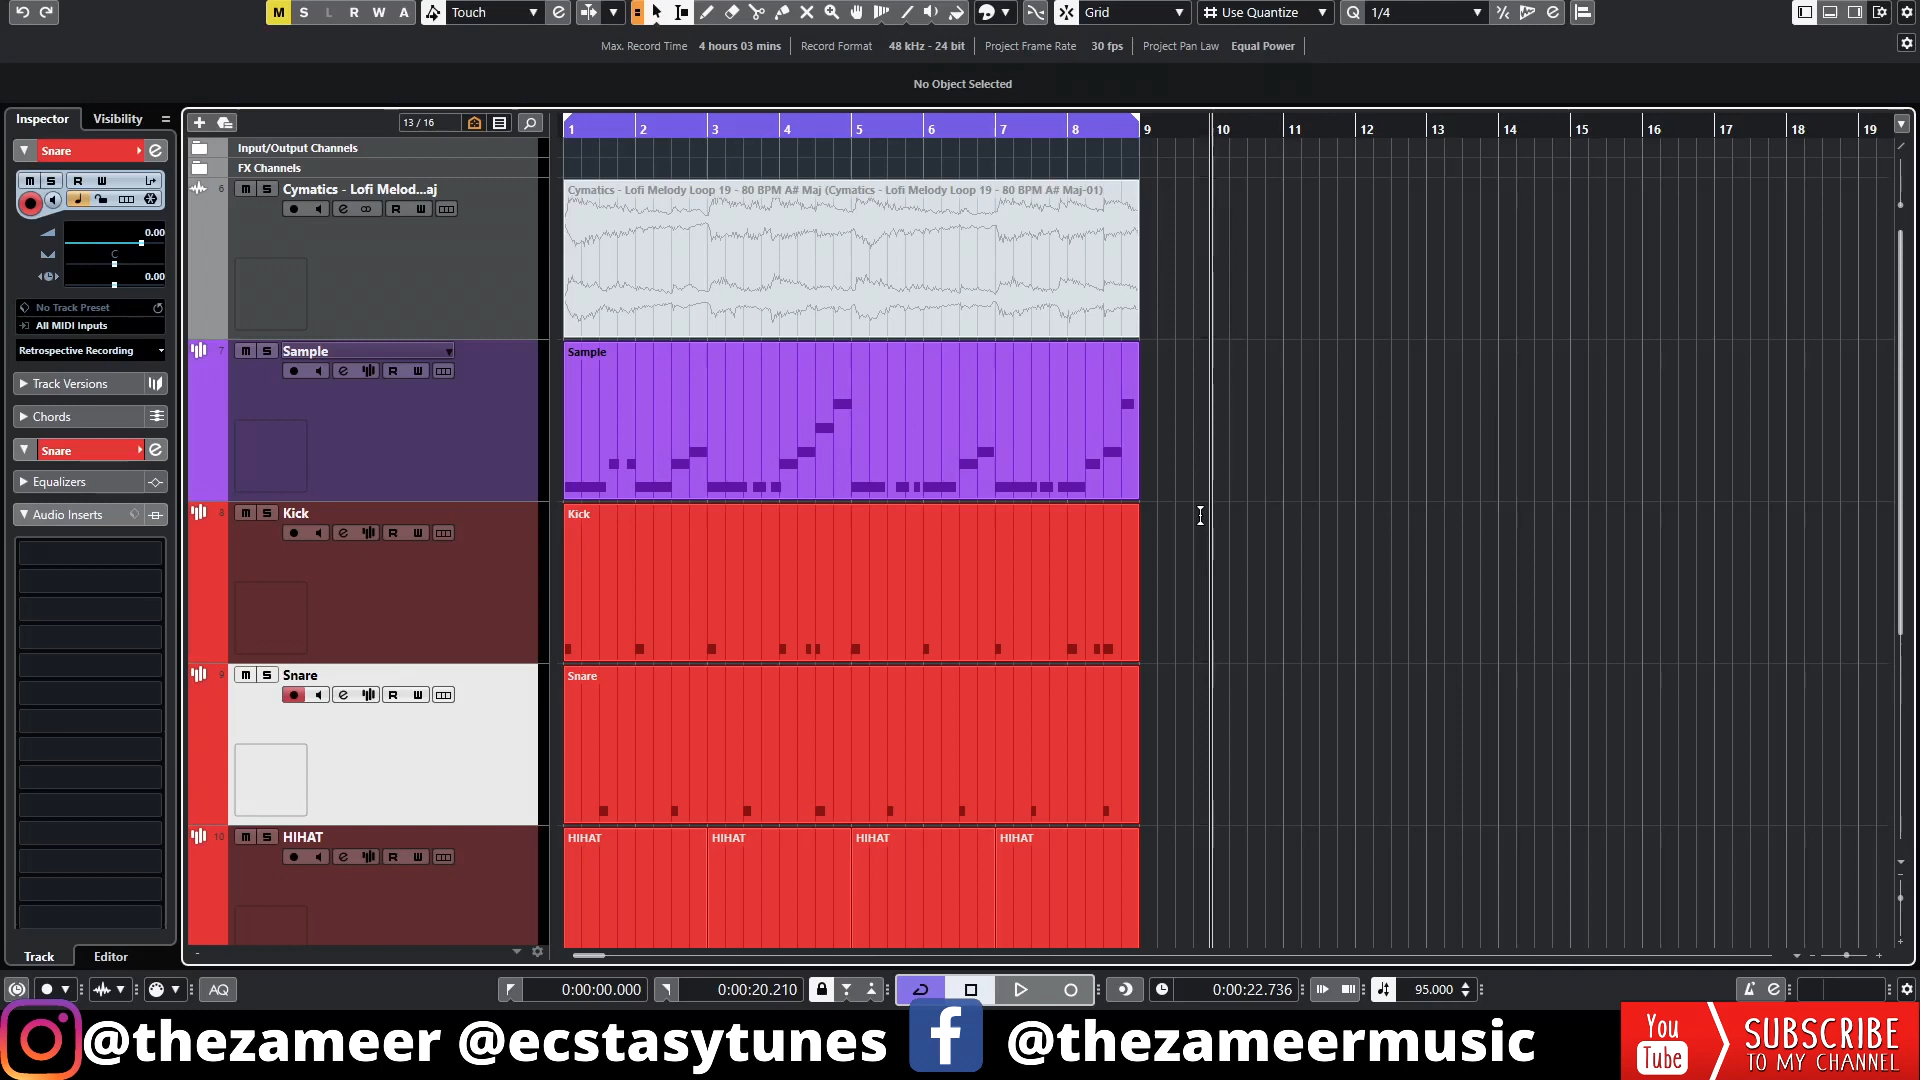 M S L R W A Touch Grid Use Quantize Q 1/4
Max. Record Time 4 hours 03 mins Record Format 48 kHz - 24 bit Project Frame Rate 30 fps Project Pan Law Equal Power
No Object Selected
Inspector Visibility
13 / 16
1 2 3 4 5 6 7 8 9 10 11 12 13 14 15 16 17 18 19
Snare
Input/Output Channels
FX Channels
M S R W
6 M S Cymatics - Lofi Melod...aj
R W
Cymatics - Lofi Melody Loop 19 - 80 BPM A# Maj (Cymatics - Lofi Melody Loop 19 - 80 BPM A# Maj-01)
0.00
C
0.00
No Track Preset
All MIDI Inputs
Retrospective Recording
Track Versions
Chords
Snare
Equalizers
Audio Inserts
7 M S Sample
R W
Sample
8 M S Kick
R W
Kick
9 M S Snare
R W
Snare
10 M S HIHAT
R W
HIHAT HIHAT HIHAT HIHAT
Track Editor
AQ 0:00:00.000 0:00:20.210 0:00:22.736 95.000
@thezameer @ecstasytunes f @thezameermusic
You Tube
SUBSCRIBE
TO MY CHANNEL